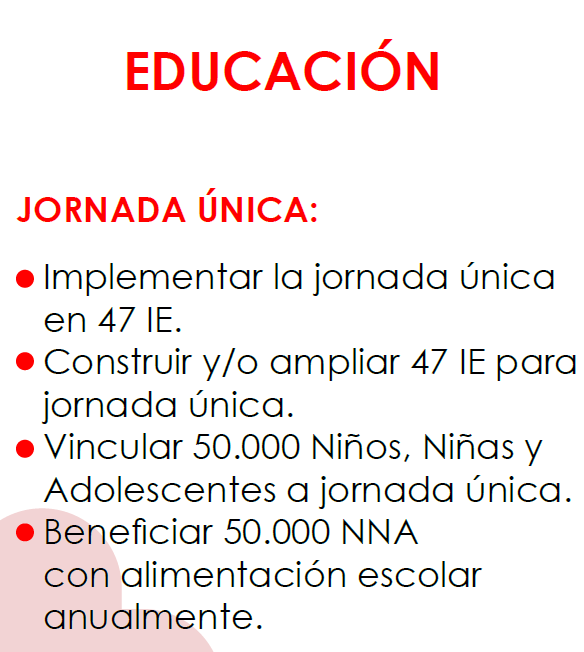 EDUCACIÓN
JORNADA ÚNICA:
● Implementar la jornada única
en 47 IE.
● Construir y/o ampliar 47 IE para
jornada única.
● Vincular 50.000 Niños, Niñas y
Adolescentes a jornada única.
● Beneficiar 50.000 NNA
con alimentación escolar
anualmente.